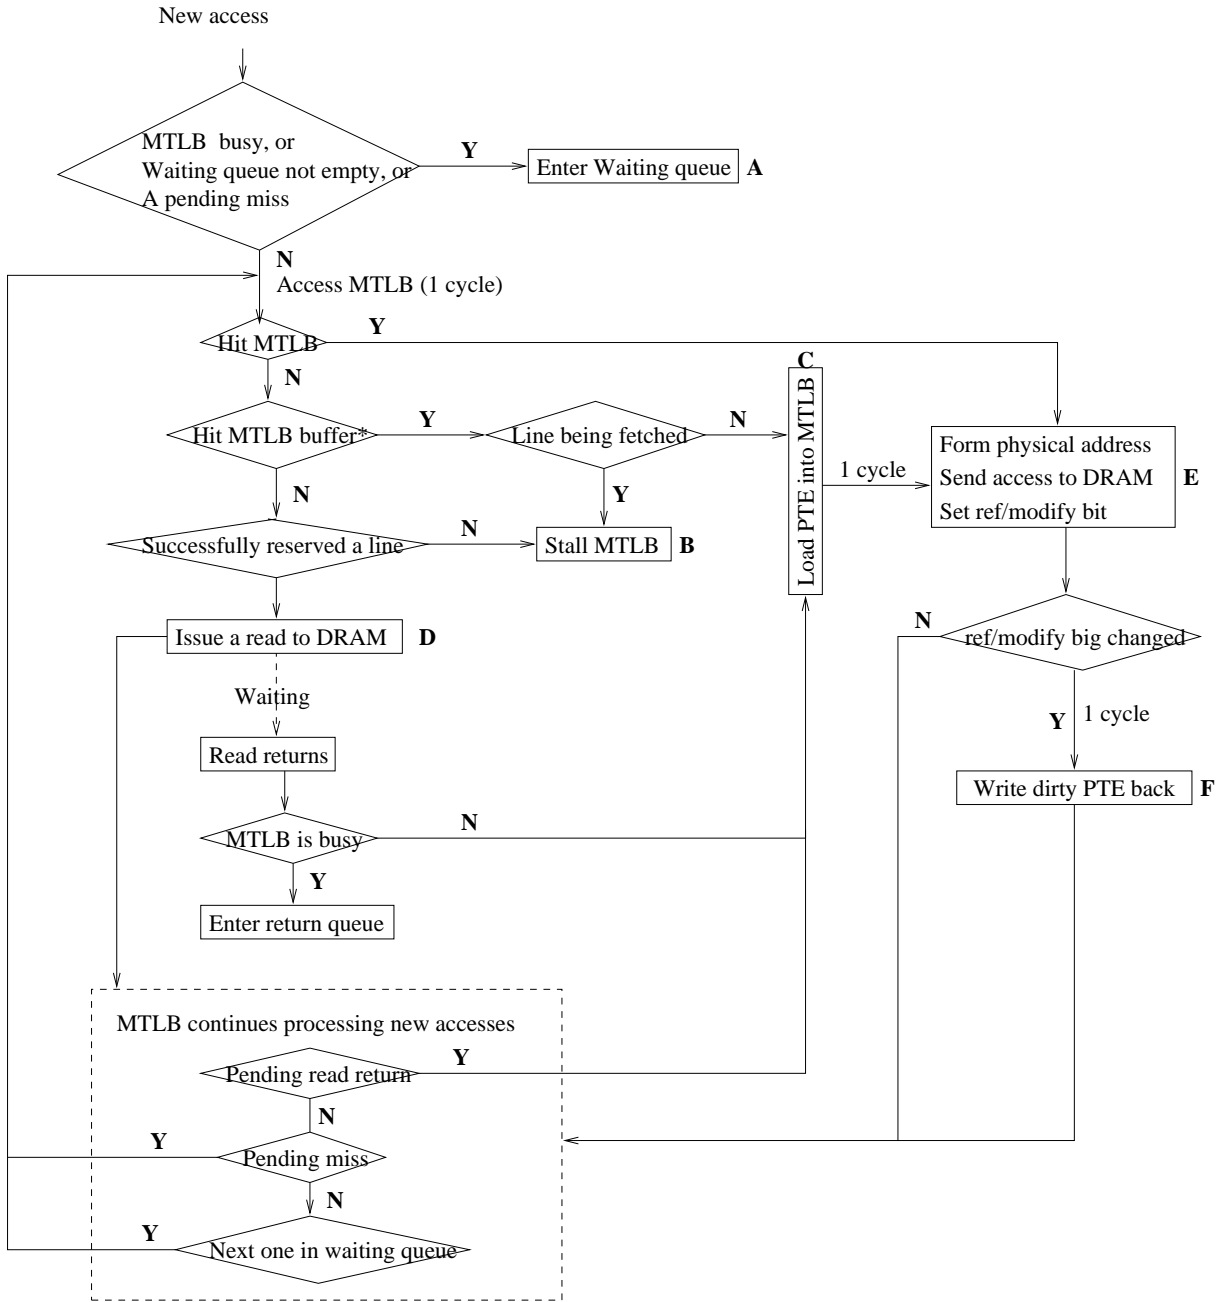 New access
MTLB busy, or
Waiting queue not empty, or
A pending miss
Y
Enter Waiting queue
A
N
Access MTLB (1 cycle)
Hit MTLB
Y
N
Hit MTLB buffer*
Y
Line being fetched
N
Y
C
Load PTE into MTLB
1 cycle
Form physical address
Send access to DRAM
Set ref/modify bit
E
N
Successfully reserved a line
N
Stall MTLB
B
Issue a read to DRAM
D
Waiting
Read returns
MTLB is busy
N
Y
Enter return queue
N
ref/modify big changed
Y
1 cycle
Write dirty PTE back
F
MTLB continues processing new accesses
Pending read return
Y
N
Y
Pending miss
N
Y
Next one in waiting queue